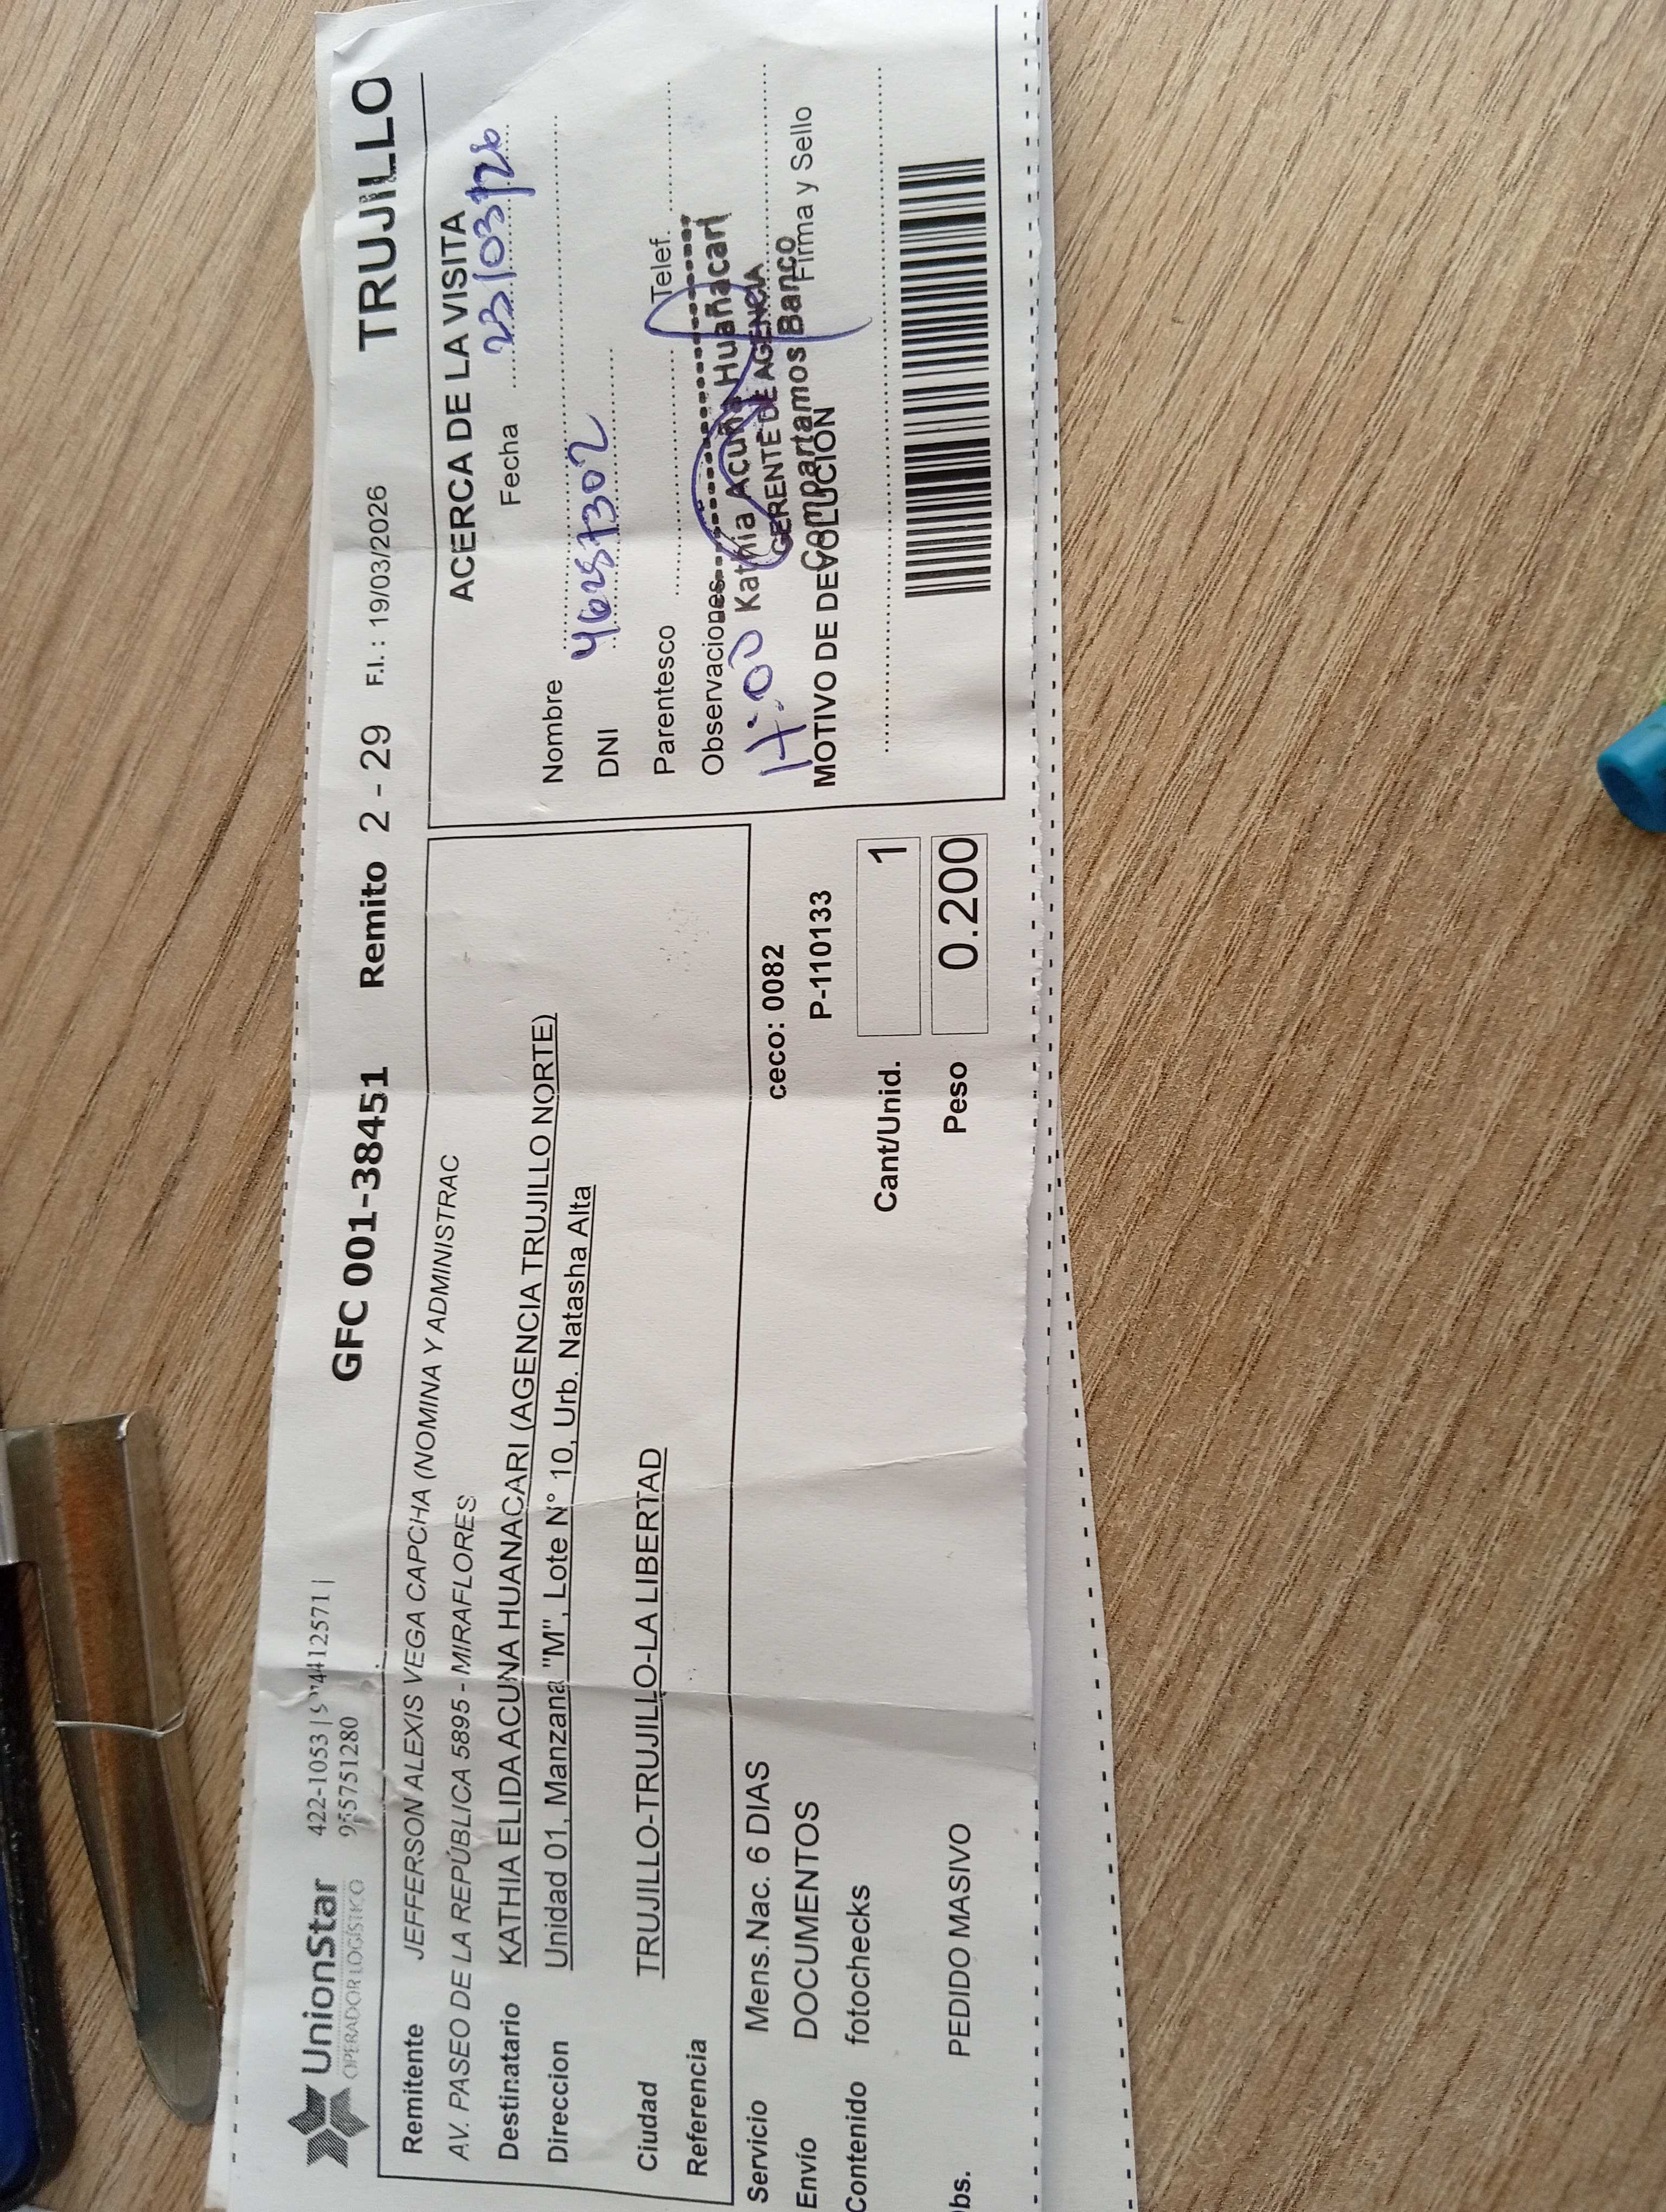 UnionStar
OPERADOR LOGÍSTICO
422-1053 |
GFC 001-38451 Remito 2 - 29 F.I. : 19/03/2026 TRUJILLO
Remitente JEFFERSON ALEXIS VEGA CAPCHA (NOMINA Y ADMINISTRAC
AV. PASEO DE LA REPÚBLICA 5895 - MIRAFLORES
Destinatario KATHIA ELIDA ACUNA HUANACARI (AGENCIA TRUJILLO NORTE)
Direccion Unidad 01, Manzana "M", Lote N° 10, Urb. Natasha Alta
Ciudad TRUJILLO-TRUJILLO-LA LIBERTAD
Referencia
Servicio Mens.Nac. 6 DIAS
ceco: 0082
Envío DOCUMENTOS
P-110133
Contenido fotochecks
Cant/Unid. 1
Peso 0.200
bs. PEDIDO MASIVO
ACERCA DE LA VISITA
Fecha 23/03/26
Nombre
DNI 46257302
Parentesco Telef.
Observaciones
Kathia Acuña Huañacari
GERENTE DE AGENCIA
Compartamos Banco
Firma y Sello
MOTIVO DE DEVOLUCION